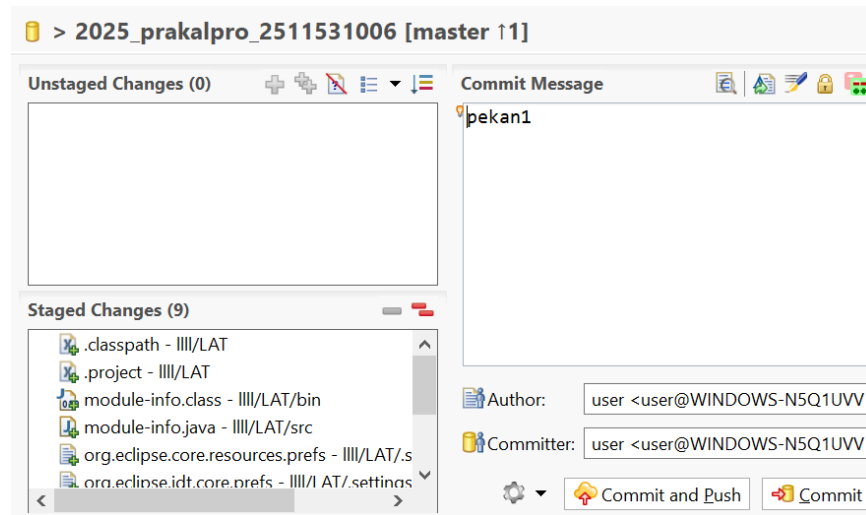 > 2025_prakalpro_2511531006 [master ↑1]
Unstaged Changes (0)
Staged Changes (9)
.classpath - llll/LAT
.project - llll/LAT
module-info.class - llll/LAT/bin
module-info.java - llll/LAT/src
org.eclipse.core.resources.prefs - llll/LAT/.s
org.eclipse.jdt.core.prefs - llll/LAT/.settings
Commit Message
pekan1
Author: user <user@WINDOWS-N5Q1UVV
Committer: user <user@WINDOWS-N5Q1UVV
Commit and Push
Commit